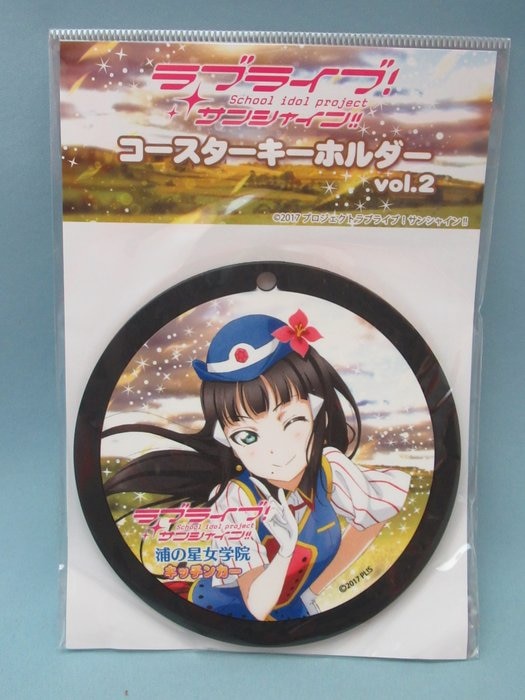 ラブライブ!
School idol project
サンシャイン!!
コースターキーホルダー
vol.2
©2017 プロジェクトラブライブ!サンシャイン!!
ラブライブ!
School idol project
サンシャイン!!
浦の星女学院
キッチンカー
©2017 PLS